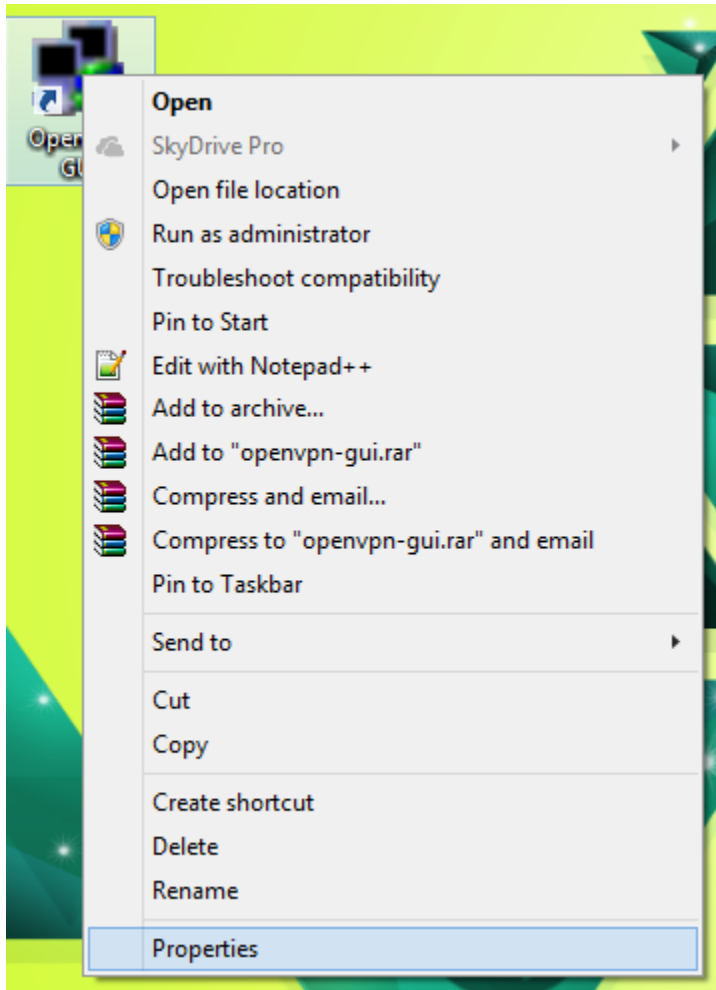 Open
Open
SkyDrive Pro
Open file location
Run as administrator
Troubleshoot compatibility
Pin to Start
Edit with Notepad++
Add to archive...
Add to "openvpn-gui.rar"
Compress and email...
Compress to "openvpn-gui.rar" and email
Pin to Taskbar
Send to
Cut
Copy
Create shortcut
Delete
Rename
Properties